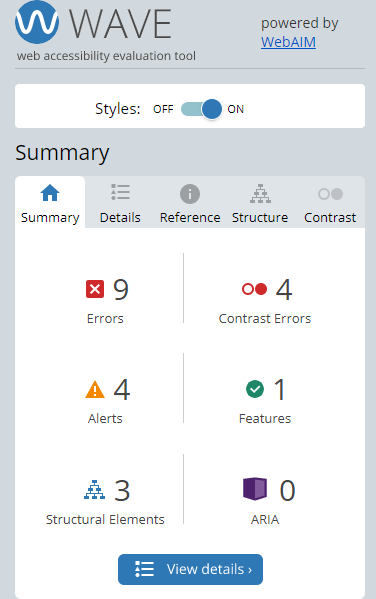 WAVE
web accessibility evaluation tool
powered by
WebAIM
Styles: OFF ON
Summary
Summary Details Reference Structure Contrast
9 4
Errors Contrast Errors
4 1
Alerts Features
3 0
Structural Elements ARIA
View details ›